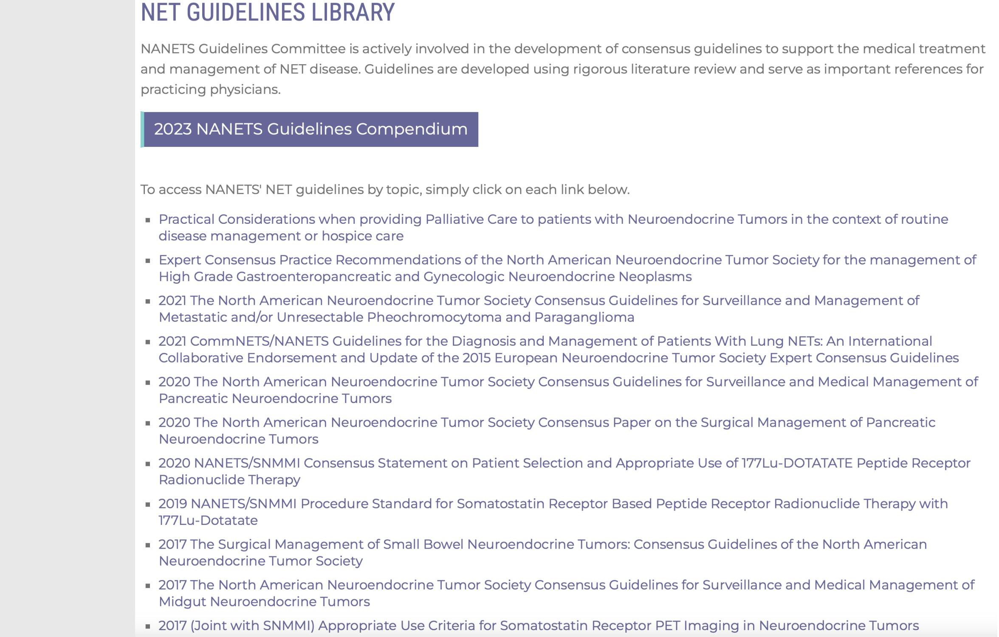 NET GUIDELINES LIBRARY
NANETS Guidelines Committee is actively involved in the development of consensus guidelines to support the medical treatment
and management of NET disease. Guidelines are developed using rigorous literature review and serve as important references for
practicing physicians.
2023 NANETS Guidelines Compendium
To access NANETS' NET guidelines by topic, simply click on each link below.
▪ Practical Considerations when providing Palliative Care to patients with Neuroendocrine Tumors in the context of routine
disease management or hospice care
▪ Expert Consensus Practice Recommendations of the North American Neuroendocrine Tumor Society for the management of
High Grade Gastroenteropancreatic and Gynecologic Neuroendocrine Neoplasms
▪ 2021 The North American Neuroendocrine Tumor Society Consensus Guidelines for Surveillance and Management of
Metastatic and/or Unresectable Pheochromocytoma and Paraganglioma
▪ 2021 CommNETS/NANETS Guidelines for the Diagnosis and Management of Patients With Lung NETs: An International
Collaborative Endorsement and Update of the 2015 European Neuroendocrine Tumor Society Expert Consensus Guidelines
▪ 2020 The North American Neuroendocrine Tumor Society Consensus Guidelines for Surveillance and Medical Management of
Pancreatic Neuroendocrine Tumors
▪ 2020 The North American Neuroendocrine Tumor Society Consensus Paper on the Surgical Management of Pancreatic
Neuroendocrine Tumors
▪ 2020 NANETS/SNMMI Consensus Statement on Patient Selection and Appropriate Use of 177Lu-DOTATATE Peptide Receptor
Radionuclide Therapy
▪ 2019 NANETS/SNMMI Procedure Standard for Somatostatin Receptor Based Peptide Receptor Radionuclide Therapy with
177Lu-Dotatate
▪ 2017 The Surgical Management of Small Bowel Neuroendocrine Tumors: Consensus Guidelines of the North American
Neuroendocrine Tumor Society
▪ 2017 The North American Neuroendocrine Tumor Society Consensus Guidelines for Surveillance and Medical Management of
Midgut Neuroendocrine Tumors
▪ 2017 (Joint with SNMMI) Appropriate Use Criteria for Somatostatin Receptor PET Imaging in Neuroendocrine Tumors